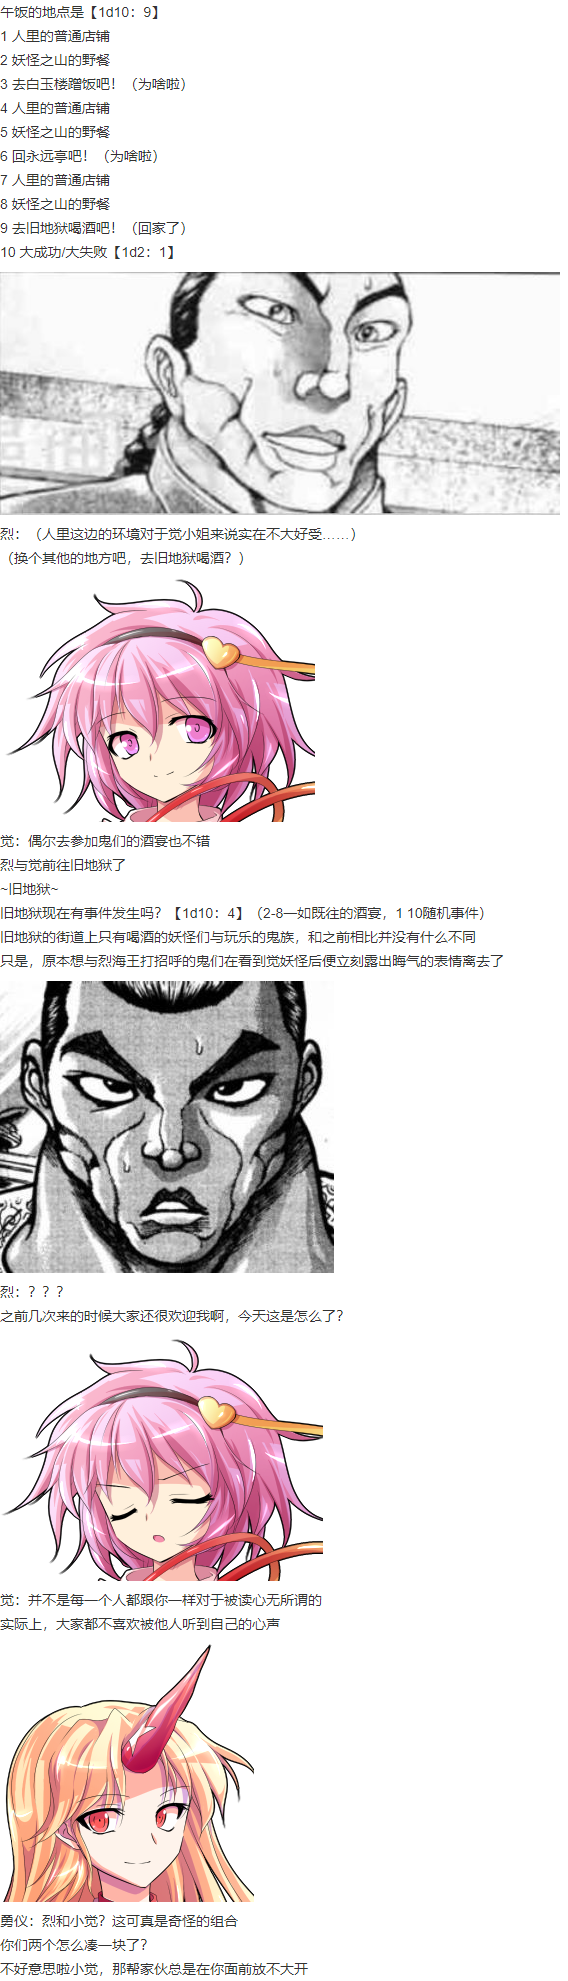 午饭的地点是【1d10：9】
1 人里的普通店铺
2 妖怪之山的野餐
3 去白玉楼蹭饭吧！（为啥啦）
4 人里的普通店铺
5 妖怪之山的野餐
6 回永远亭吧！（为啥啦）
7 人里的普通店铺
8 妖怪之山的野餐
9 去旧地狱喝酒吧！（回家了）
10 大成功/大失败【1d2：1】
烈：（人里这边的环境对于觉小姐来说实在不大好受……）
（换个其他的地方吧，去旧地狱喝酒？）
觉：偶尔去参加鬼们的酒宴也不错
烈与觉前往旧地狱了
~旧地狱~
旧地狱现在有事件发生吗？【1d10：4】（2-8一如既往的酒宴，1 10随机事件）
旧地狱的街道上只有喝酒的妖怪们与玩乐的鬼族，和之前相比并没有什么不同
只是，原本想与烈海王打招呼的鬼们在看到觉妖怪后便立刻露出晦气的表情离去了
烈：？？？
之前几次来的时候大家还很欢迎我啊，今天这是怎么了？
觉：并不是每一个人都跟你一样对于被读心无所谓的
实际上，大家都不喜欢被他人听到自己的心声
勇仪：烈和小觉？这可真是奇怪的组合
你们两个怎么凑一块了？
不好意思啦小觉，那帮家伙总是在你面前放不大开